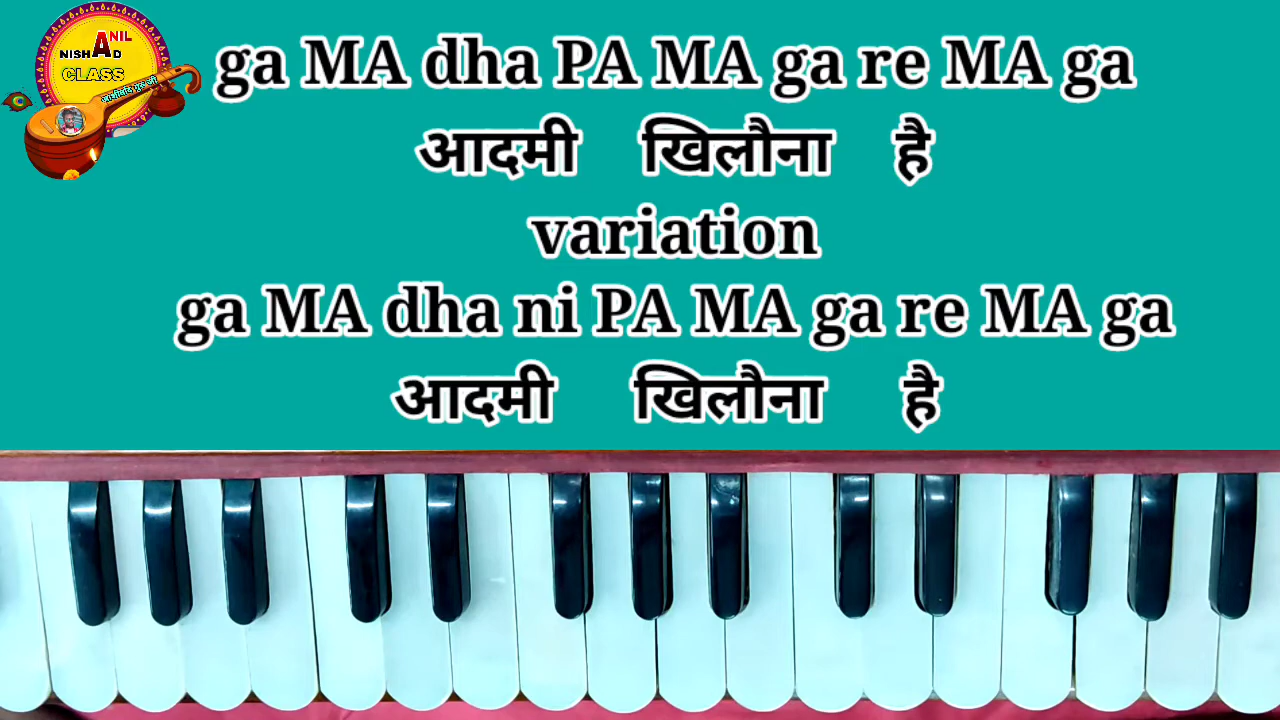 ANIL
NISHAD
CLASS
ga MA dha PA MA ga re MA ga
आदमी खिलौना है
variation
ga MA dha ni PA MA ga re MA ga
आदमी खिलौना है